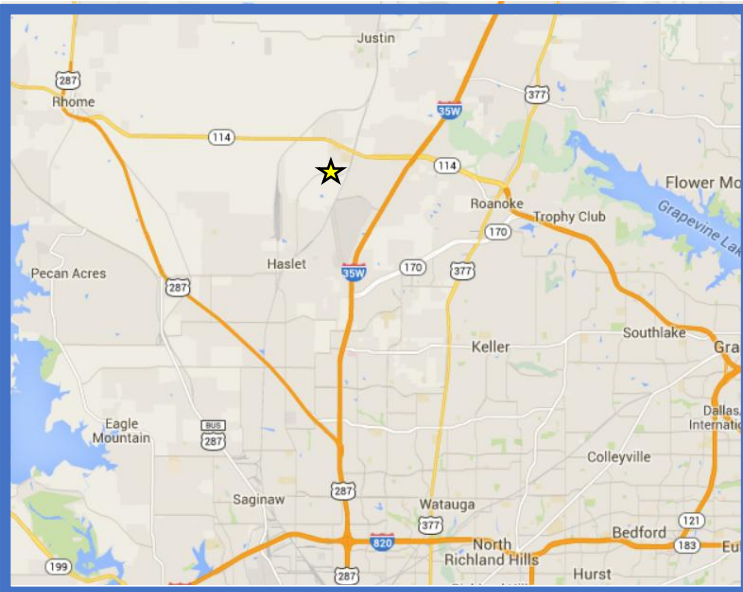 Justin
287
35W
377
Rhome
114
114
Flower Mo
Roanoke
Trophy Club
Grapevine Lak
170
Haslet
170
377
35W
Pecan Acres
287
Southlake
Keller
Gra
Dallas,
Internatio
Eagle
Mountain
BUS
287
Colleyville
287
Saginaw
Watauga
377
121
820
North
Richland Hills
Bedford
183
Eu
199
287
Hurst